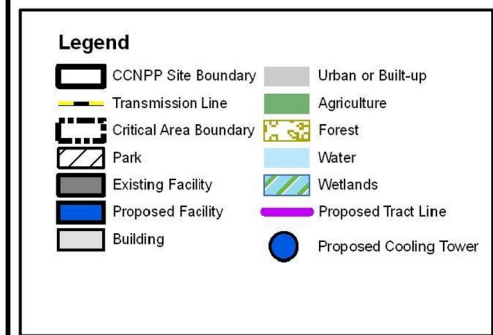 Legend
CCNPP Site Boundary
Transmission Line
Critical Area Boundary
Park
Existing Facility
Proposed Facility
Building
Urban or Built-up
Agriculture
Forest
Water
Wetlands
Proposed Tract Line
Proposed Cooling Tower